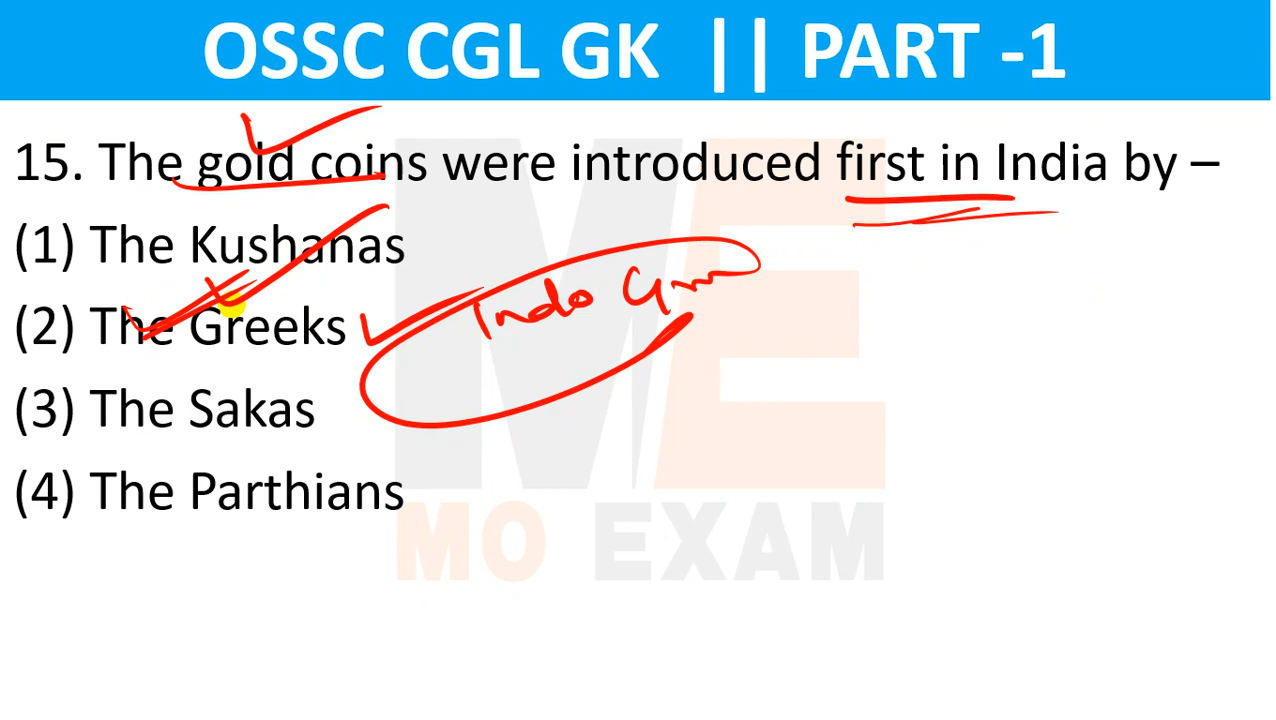 OSSC CGL GK || PART -1
15. The gold coins were introduced first in India by –
(1) The Kushanas
(2) The Greeks
Indo
(3) The Sakas
(4) The Parthians
ME
MO EXAM